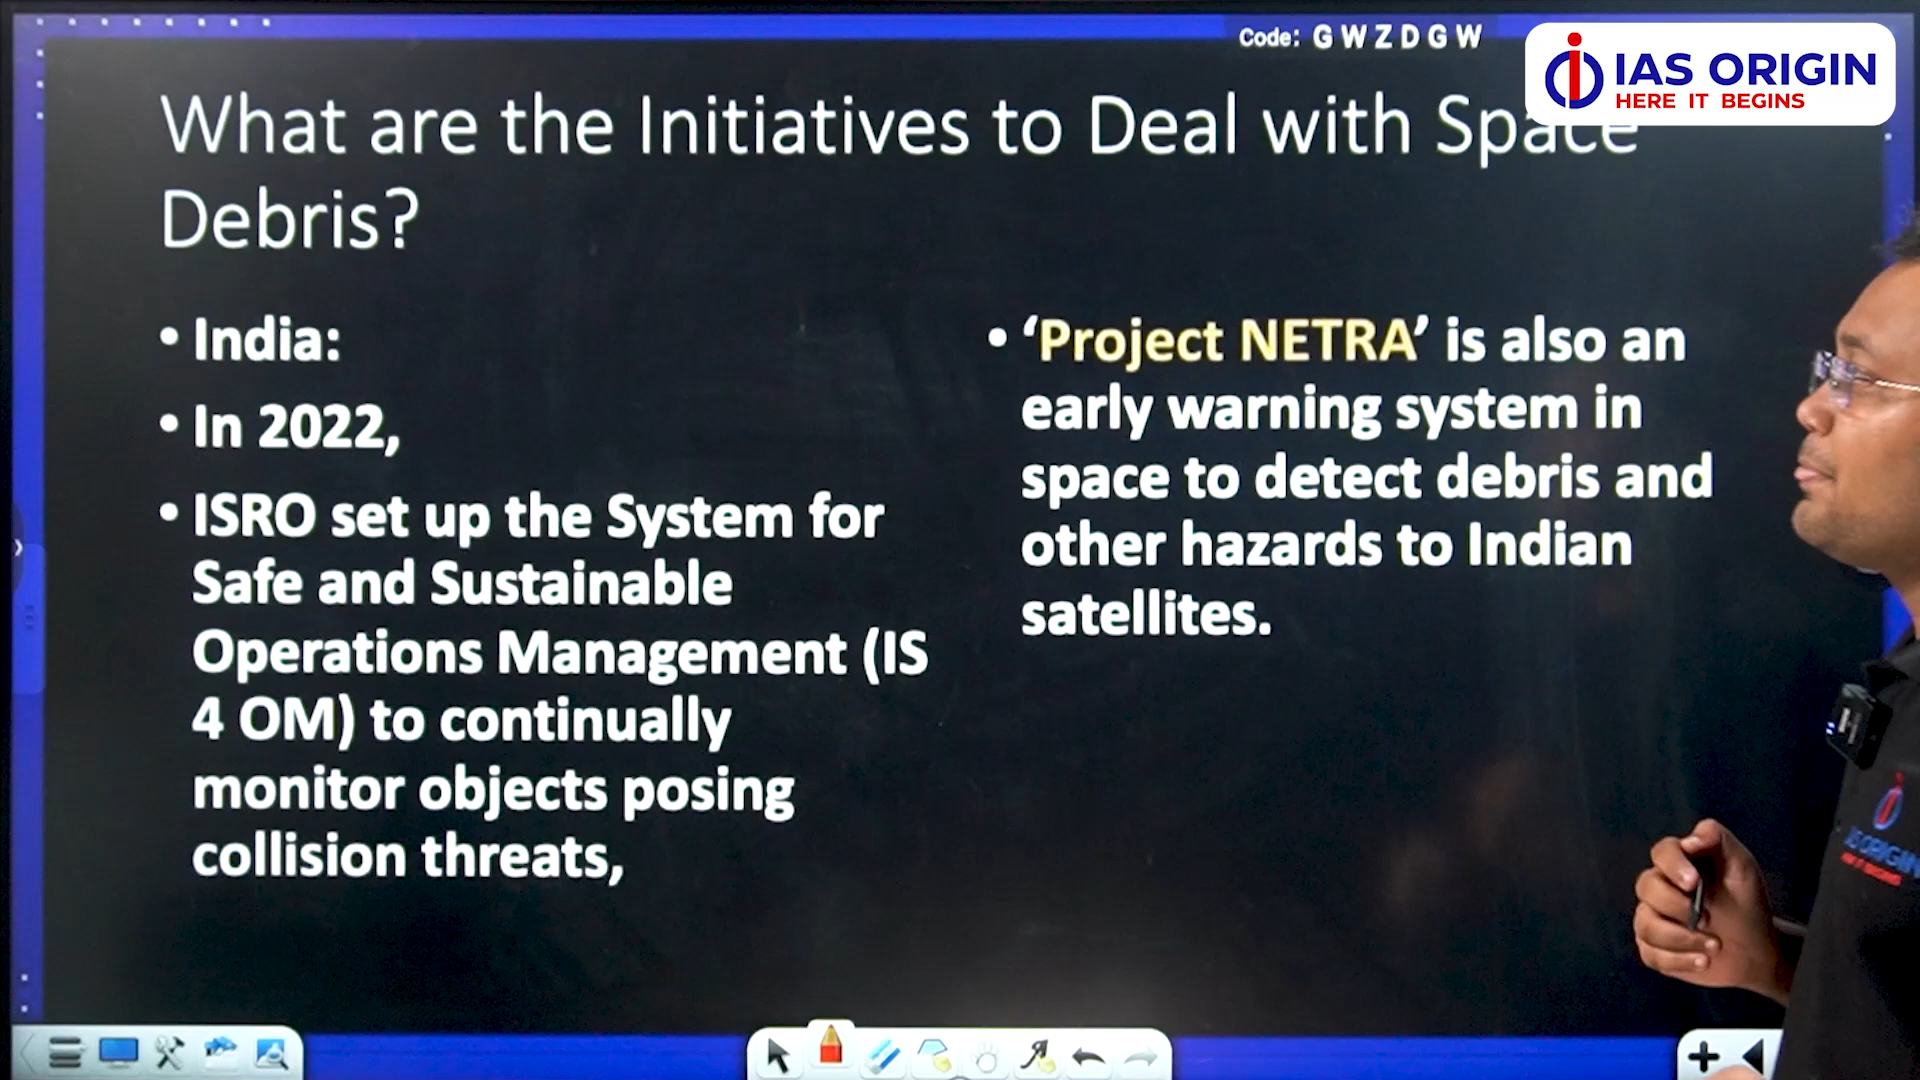 Code: GWZDGW
IAS ORIGIN
HERE IT BEGINS
What are the Initiatives to Deal with Space
Debris?
• India:
• In 2022,
• ISRO set up the System for
Safe and Sustainable
Operations Management (IS
4 OM) to continually
monitor objects posing
collision threats,
• ‘Project NETRA’ is also an
early warning system in
space to detect debris and
other hazards to Indian
satellites.
IAS ORIGIN